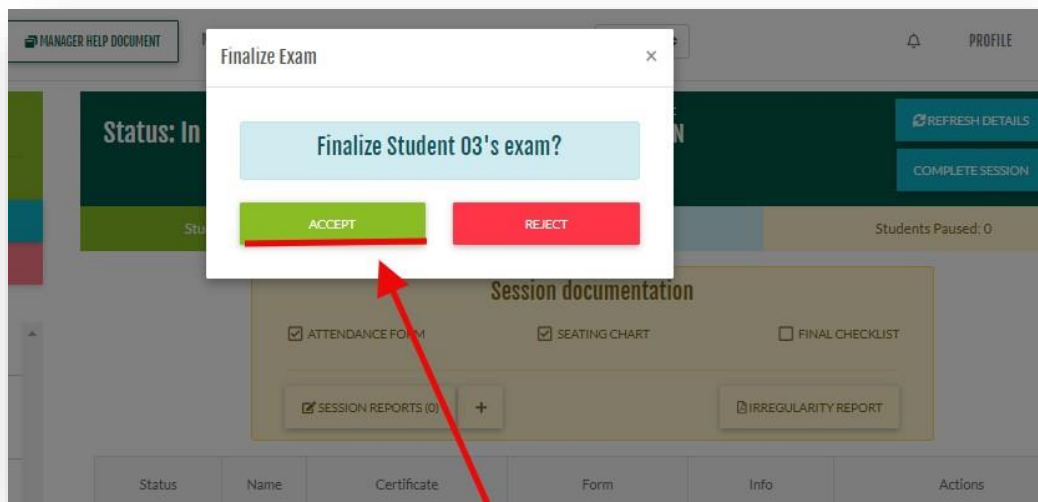 MANAGER HELP DOCUMENT
PROFILE
Finalize Exam
×
Status: In
REFRESH DETAILS
Finalize Student 03's exam?
COMPLETE SESSION
ACCEPT
REJECT
Students Paused: 0
Session documentation
ATTENDANCE FORM
SEATING CHART
FINAL CHECKLIST
SESSION REPORTS (0)
+
IRREGULARITY REPORT
Status Name Certificate Form Info Actions